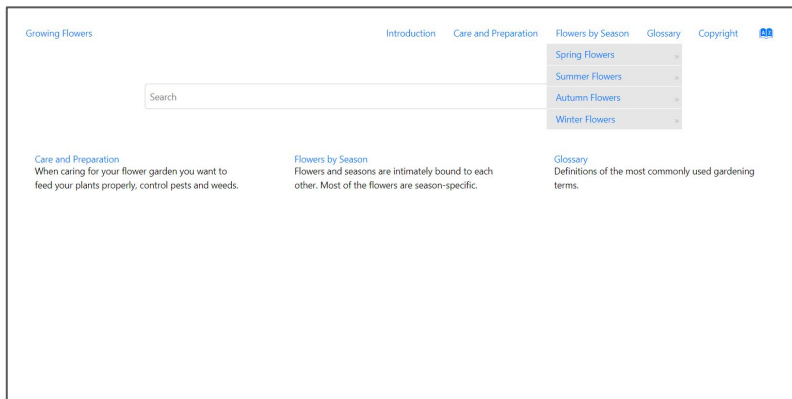 Growing Flowers
Introduction
Care and Preparation
Flowers by Season
Glossary
Copyright
Spring Flowers »
Summer Flowers »
Autumn Flowers »
Winter Flowers »
Search
Care and Preparation
When caring for your flower garden you want to
feed your plants properly, control pests and weeds.
Flowers by Season
Flowers and seasons are intimately bound to each
other. Most of the flowers are season-specific.
Glossary
Definitions of the most commonly used gardening
terms.